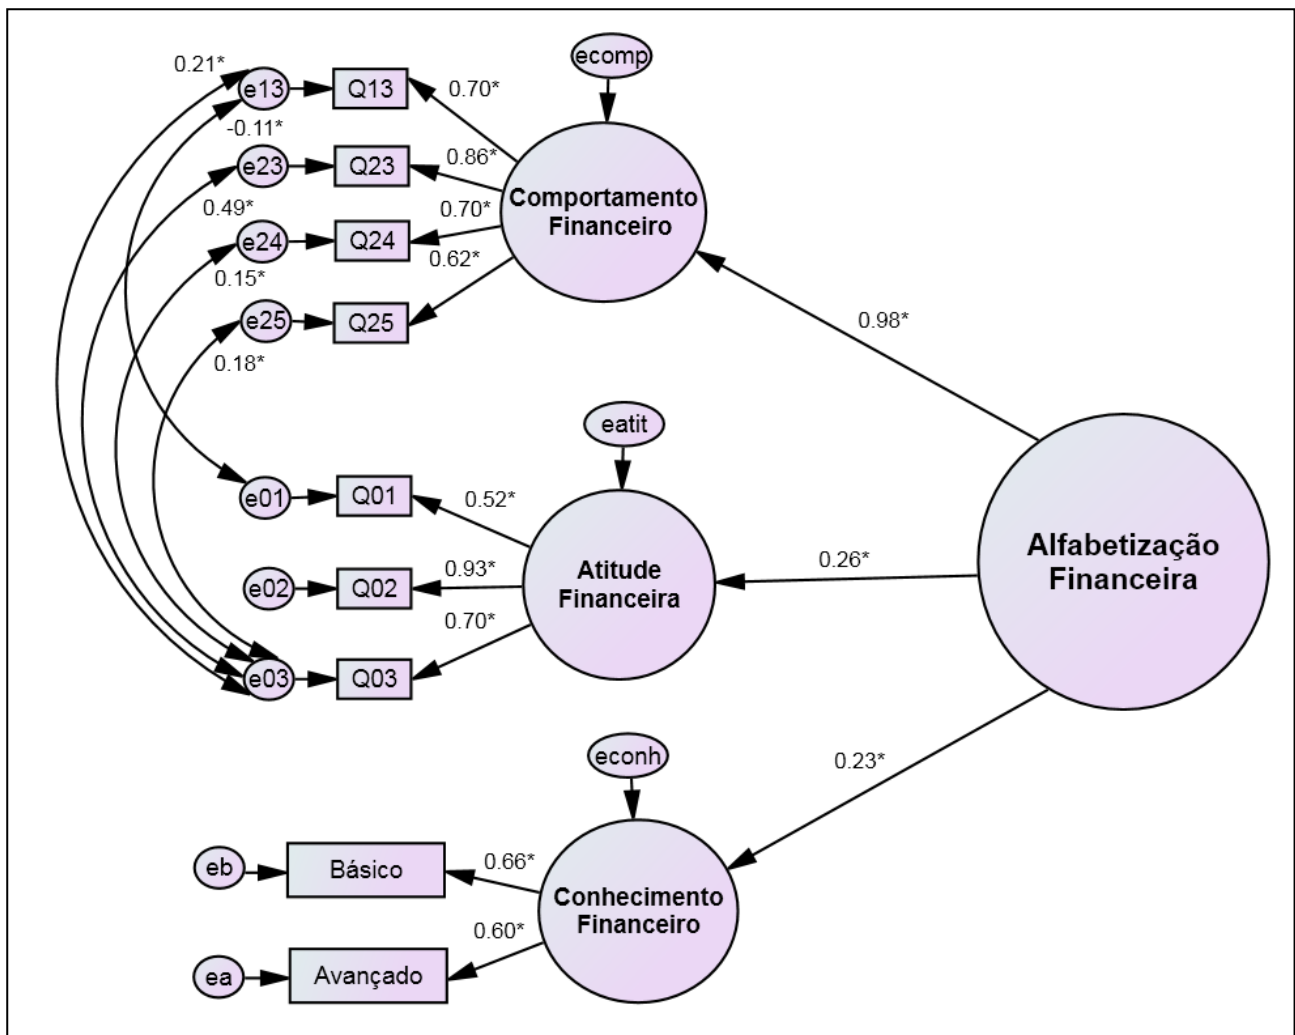 ecomp
0.21*
e13
Q13
0.70*
-0.11*
e23
Q23
0.86*
Comportamento
Financeiro
0.49*
e24
Q24
0.70*
0.15*
0.62*
e25
Q25
0.18*
0.98*
eatit
e01
Q01
0.52*
Alfabetização
Financeira
e02
Q02
0.93*
Atitude
Financeira
0.26*
0.70*
e03
Q03
econh
0.23*
eb
Básico
0.66*
Conhecimento
Financeiro
0.60*
ea
Avançado